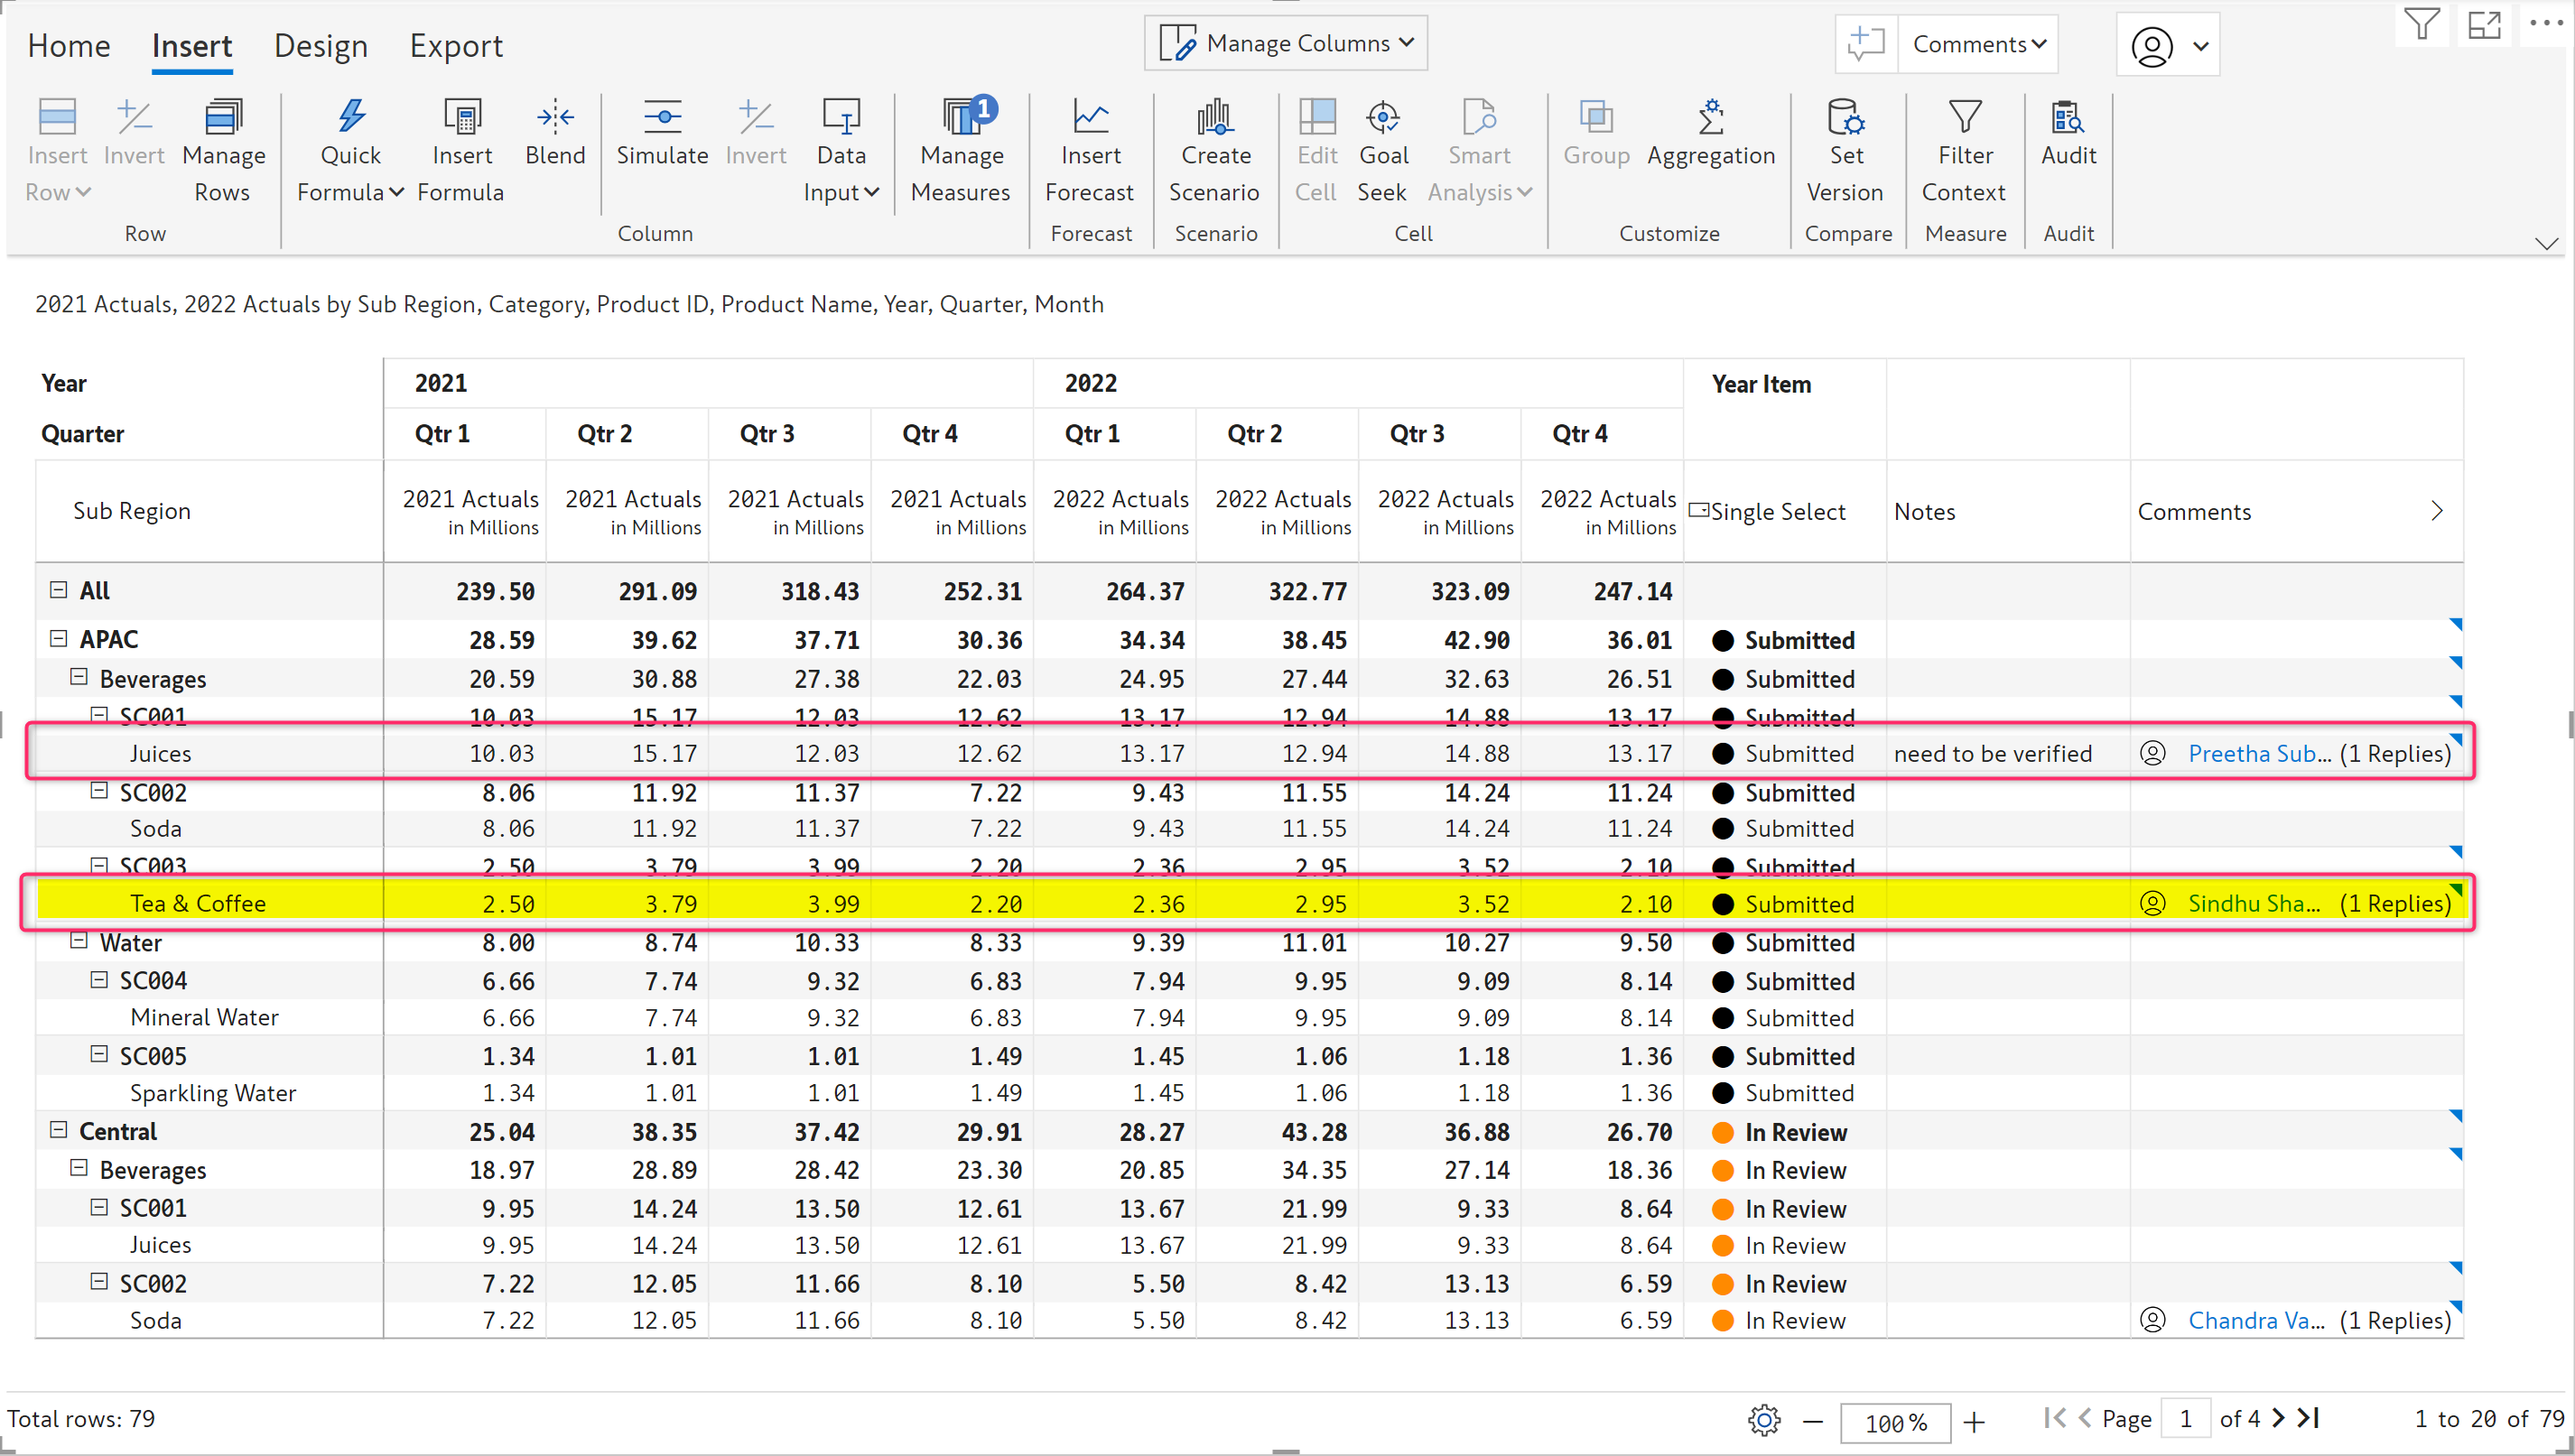 Home Insert Design Export Manage Columns Comments
1
Insert Invert Manage Quick Insert Blend Simulate Invert Data Manage Insert Create Edit Goal Smart Group Aggregation Set Filter Audit
Row Rows Formula Formula Input Measures Forecast Scenario Cell Seek Analysis Version Context
Row Column Forecast Scenario Cell Customize Compare Measure Audit
2021 Actuals, 2022 Actuals by Sub Region, Category, Product ID, Product Name, Year, Quarter, Month
Year 2021 2022 Year Item
Quarter Qtr 1 Qtr 2 Qtr 3 Qtr 4 Qtr 1 Qtr 2 Qtr 3 Qtr 4
2021 Actuals 2021 Actuals 2021 Actuals 2021 Actuals 2022 Actuals 2022 Actuals 2022 Actuals 2022 Actuals
Sub Region Single Select Notes Comments
in Millions in Millions in Millions in Millions in Millions in Millions in Millions in Millions
All 239.50 291.09 318.43 252.31 264.37 322.77 323.09 247.14
APAC 28.59 39.62 37.71 30.36 34.34 38.45 42.90 36.01 Submitted
Beverages 20.59 30.88 27.38 22.03 24.95 27.44 32.63 26.51 Submitted
SC001 10.03 15.17 12.03 12.62 13.17 12.94 14.88 13.17 Submitted
Juices 10.03 15.17 12.03 12.62 13.17 12.94 14.88 13.17 Submitted need to be verified Preetha Sub... (1 Replies)
SC002 8.06 11.92 11.37 7.22 9.43 11.55 14.24 11.24 Submitted
Soda 8.06 11.92 11.37 7.22 9.43 11.55 14.24 11.24 Submitted
SC003 2.50 3.79 3.99 2.20 2.36 2.95 3.52 2.10 Submitted
Tea & Coffee 2.50 3.79 3.99 2.20 2.36 2.95 3.52 2.10 Submitted Sindhu Sha... (1 Replies)
Water 8.00 8.74 10.33 8.33 9.39 11.01 10.27 9.50 Submitted
SC004 6.66 7.74 9.32 6.83 7.94 9.95 9.09 8.14 Submitted
Mineral Water 6.66 7.74 9.32 6.83 7.94 9.95 9.09 8.14 Submitted
SC005 1.34 1.01 1.01 1.49 1.45 1.06 1.18 1.36 Submitted
Sparkling Water 1.34 1.01 1.01 1.49 1.45 1.06 1.18 1.36 Submitted
Central 25.04 38.35 37.42 29.91 28.27 43.28 36.88 26.70 In Review
Beverages 18.97 28.89 28.42 23.30 20.85 34.35 27.14 18.36 In Review
SC001 9.95 14.24 13.50 12.61 13.67 21.99 9.33 8.64 In Review
Juices 9.95 14.24 13.50 12.61 13.67 21.99 9.33 8.64 In Review
SC002 7.22 12.05 11.66 8.10 5.50 8.42 13.13 6.59 In Review
Soda 7.22 12.05 11.66 8.10 5.50 8.42 13.13 6.59 In Review Chandra Va... (1 Replies)
Total rows: 79 100 % Page 1 of 4 1 to 20 of 79